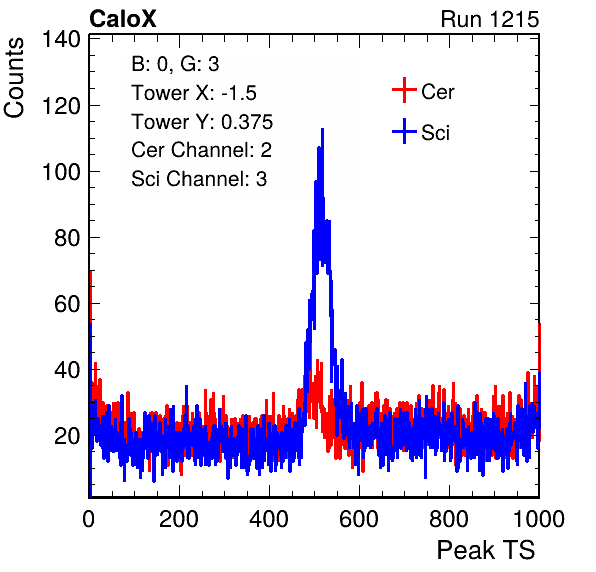 CaloX Run 1215
Counts
140
120
100
80
60
40
20
B: 0, G: 3
Tower X: -1.5
Tower Y: 0.375
Cer Channel: 2
Sci Channel: 3
Cer
Sci
0 200 400 600 800 1000
Peak TS